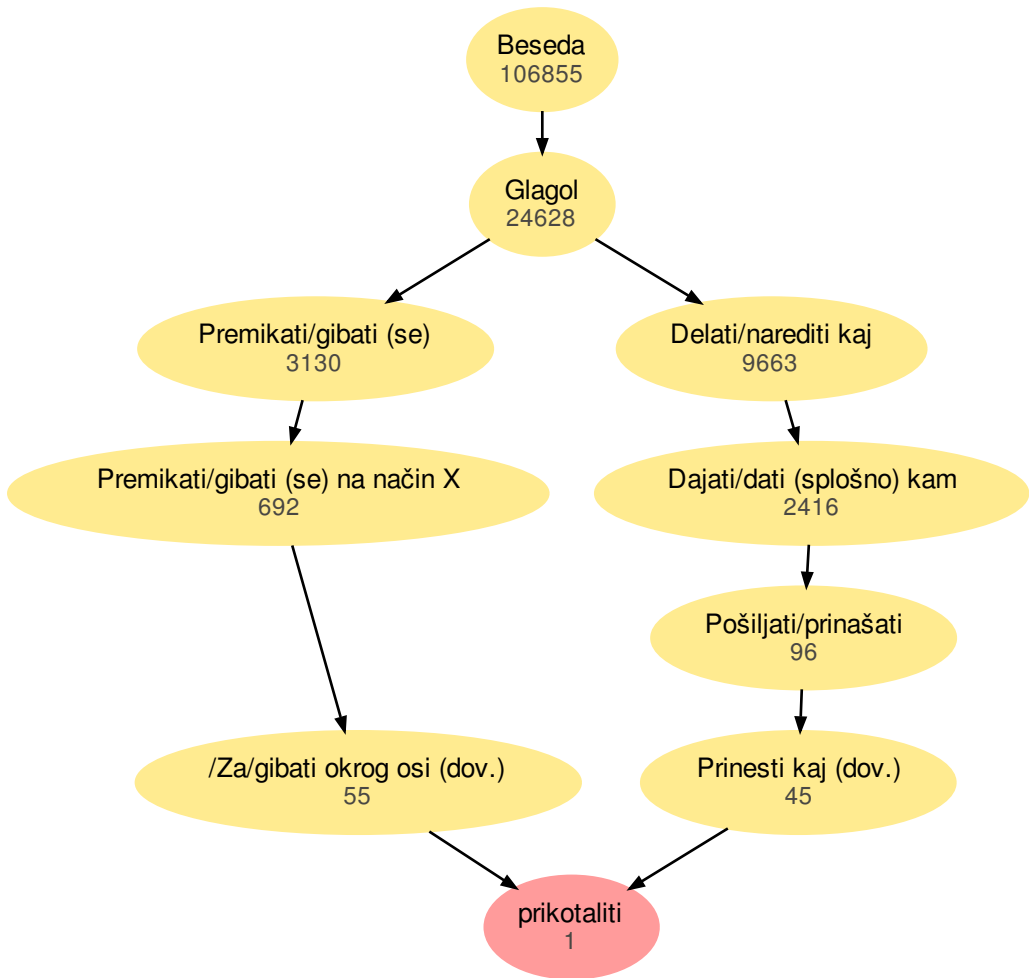 Beseda
106855
Glagol
24628
Premikati/gibati (se)
3130
Delati/narediti kaj
9663
Premikati/gibati (se) na način X
692
Dajati/dati (splošno) kam
2416
Pošiljati/prinašati
96
/Za/gibati okrog osi (dov.)
55
Prinesti kaj (dov.)
45
prikotaliti
1